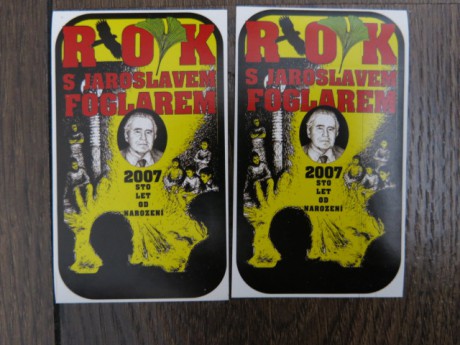 ROK
S JAROSLAVEM
FOGLAREM
2007
STO
LET
OD
NAROZENÍ
ROK
S JAROSLAVEM
FOGLAREM
2007
STO
LET
OD
NAROZENÍ